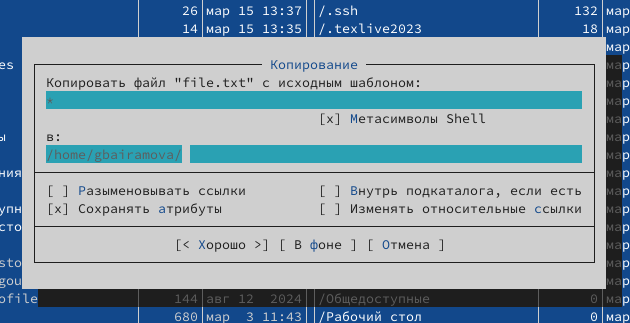 26 мар 15 13:37 /.ssh 132 мар
14 мар 15 13:35 /.texlive2023 18 мар
Копирование
es
Копировать файл "file.txt" с исходным шаблоном:
*
[x] Метасимволы Shell
ы в:
/home/gbairamova/
ния
[ ] Разыменовывать ссылки [ ] Внутрь подкаталога, если есть
упн [x] Сохранять атрибуты [ ] Изменять относительные ссылки
сто
[< Хорошо >] [ В фоне ] [ Отмена ]
sto
gou
ofile 144 авг 12 2024 /Общедоступные 0 мар
680 мар 3 11:43 /Рабочий стол 0 мар